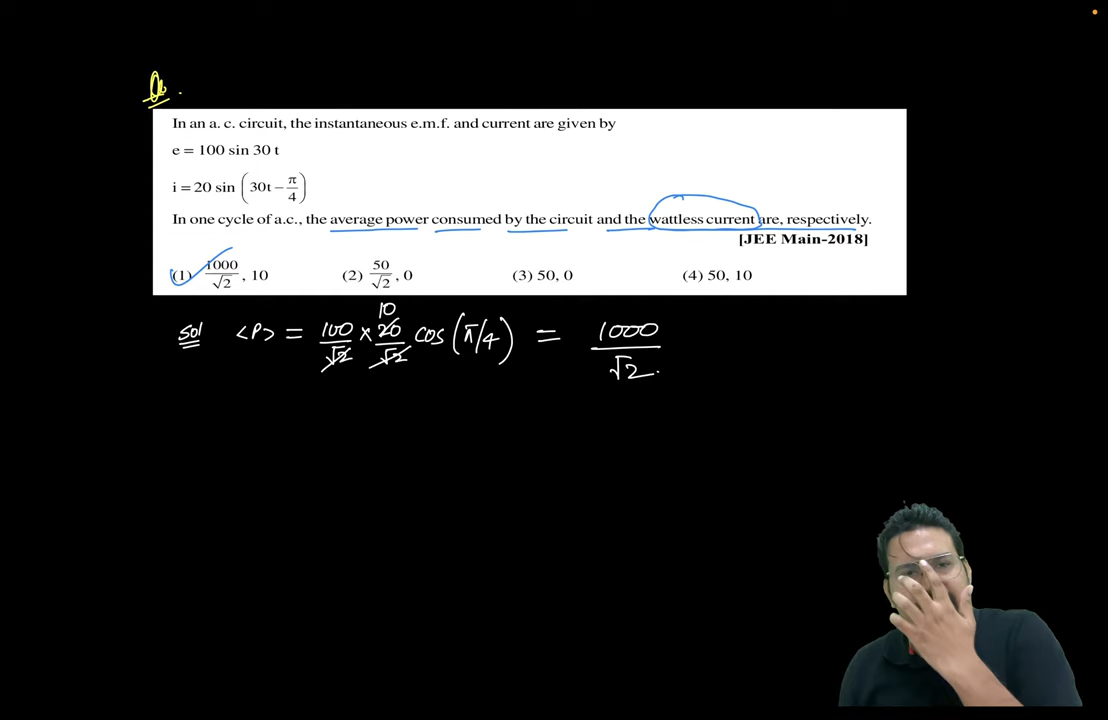 Q.
In an a. c. circuit, the instantaneous e.m.f. and current are given by
e = 100 sin 30 t
i = 20 sin (30t − π/4)
In one cycle of a.c., the average power consumed by the circuit and the wattless current are, respectively.
[JEE Main-2018]
(1) 1000/√2 , 10 (2) 50/√2 , 0 (3) 50, 0 (4) 50, 10
Sol <P> = 100/√2 × 20/√2 10 cos (π/4) = 1000/√2.